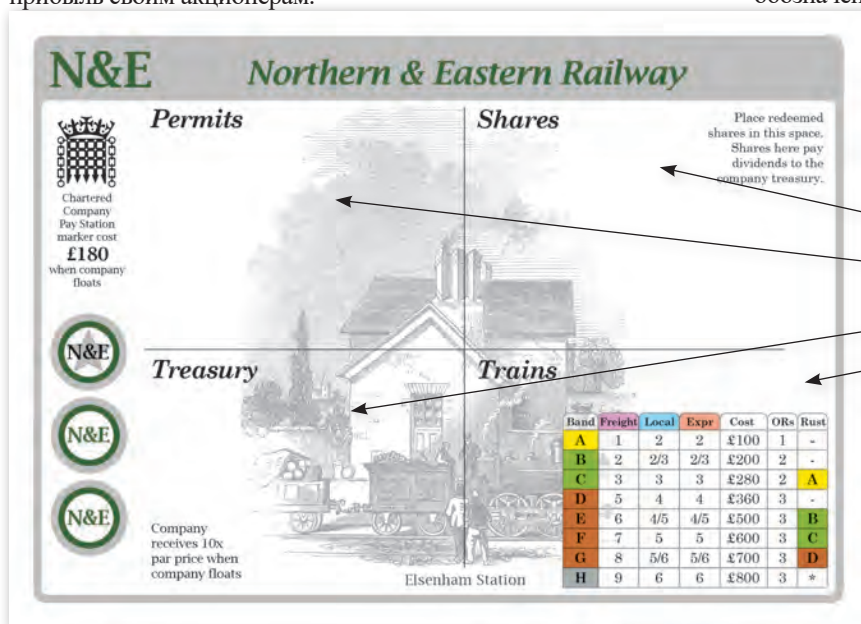 прибыль своим акционерам.
N&E Northern & Eastern Railway
Permits
Shares
Place redeemed
shares in this space.
Shares here pay
dividends to the
company treasury.
Chartered
Company
Pay Station
marker cost
£180
when company
floats
N&E
N&E
N&E
Treasury
Trains
Company
receives 10x
par price when
company floats
Elsenham Station
Band Freight Local Expr Cost ORs Rust
A 1 2 2 £100 1 -
B 2 2/3 2/3 £200 2 -
C 3 3 3 £280 2 A
D 5 4 4 £360 3 -
E 6 4/5 4/5 £500 3 B
F 7 5 5 £600 3 C
G 8 5/6 5/6 £700 3 D
H 9 6 6 £800 3 *